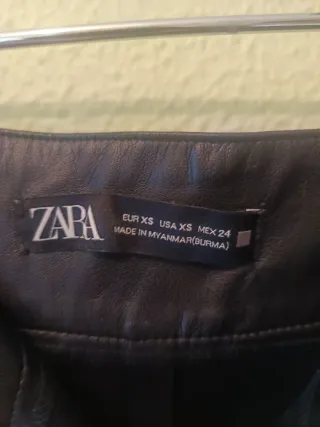 ZARA
EUR XS USA XS MEX 24
MADE IN MYANMAR(BURMA)